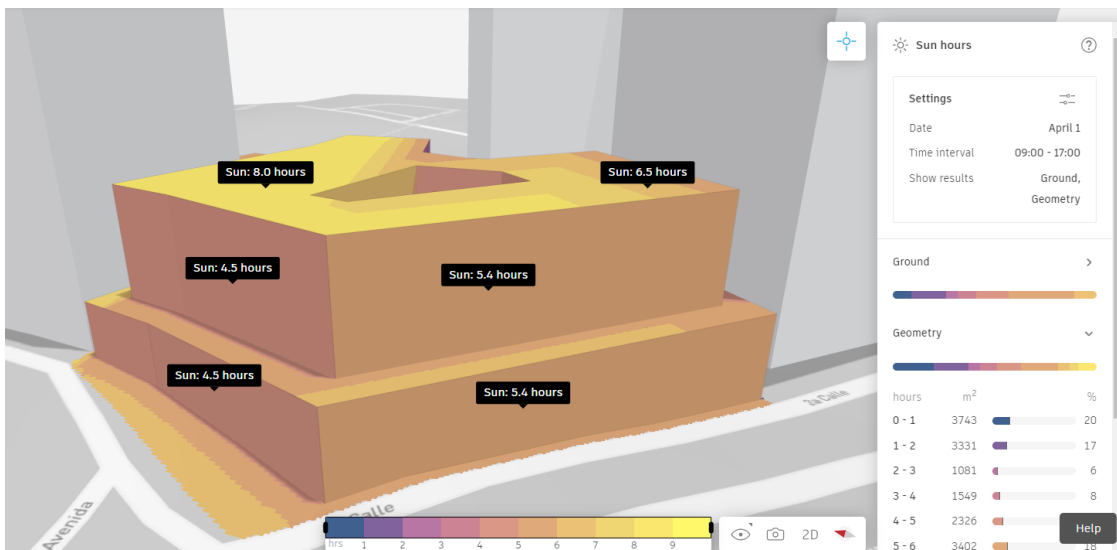 Sun hours
Settings
Date April 1
Time interval 09:00 - 17:00
Show results Ground,
Geometry
Ground
Geometry
hours m² %
0 - 1 3743 20
1 - 2 3331 17
2 - 3 1081 6
3 - 4 1549 8
4 - 5 2326
5 - 6 3402 18
Help
Sun: 8.0 hours
Sun: 6.5 hours
Sun: 4.5 hours
Sun: 5.4 hours
Sun: 4.5 hours
Sun: 5.4 hours
2a Calle
Calle
Avenida
hrs 1 2 3 4 5 6 7 8 9
2D